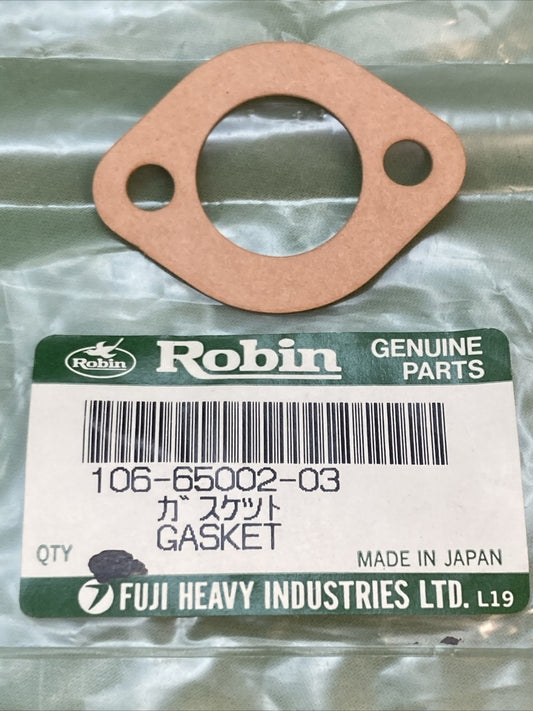 Robin Robin GENUINE
PARTS
106-65002-03
ガスケット
GASKET
QTY
MADE IN JAPAN
FUJI HEAVY INDUSTRIES LTD. L19